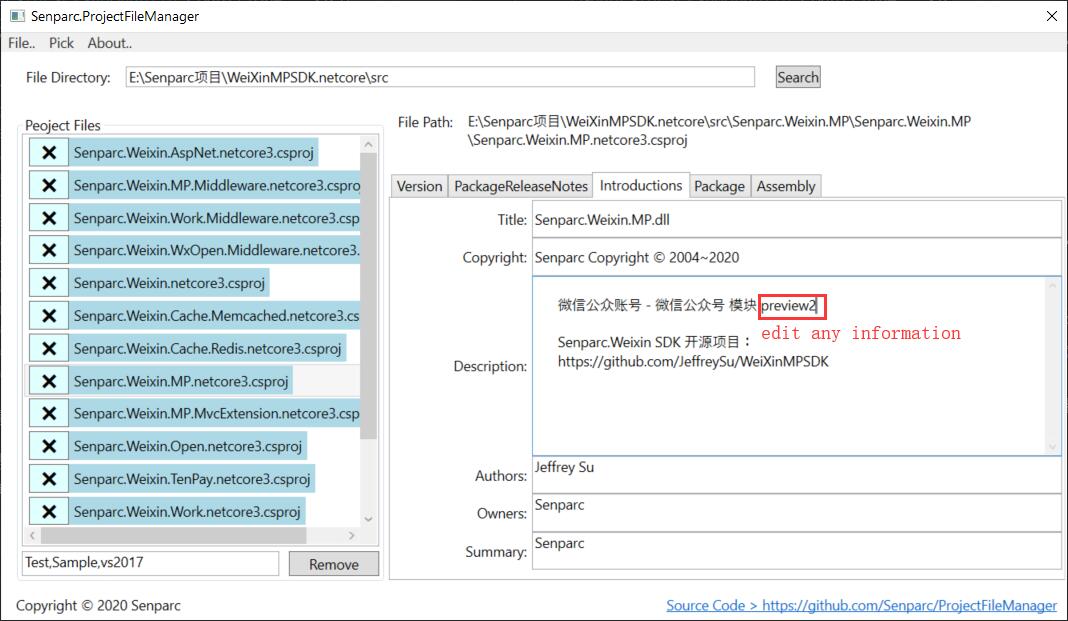 Senparc.ProjectFileManager
File.. Pick About..
File Directory: E:\Senparc项目\WeiXinMPSDK.netcore\src Search
Peoject Files
Senparc.Weixin.AspNet.netcore3.csproj
Senparc.Weixin.MP.Middleware.netcore3.cspro
Senparc.Weixin.Work.Middleware.netcore3.csp
Senparc.Weixin.WxOpen.Middleware.netcore3.
Senparc.Weixin.netcore3.csproj
Senparc.Weixin.Cache.Memcached.netcore3.cs
Senparc.Weixin.Cache.Redis.netcore3.csproj
Senparc.Weixin.MP.netcore3.csproj
Senparc.Weixin.MP.MvcExtension.netcore3.csp
Senparc.Weixin.Open.netcore3.csproj
Senparc.Weixin.TenPay.netcore3.csproj
Senparc.Weixin.Work.netcore3.csproj
Test,Sample,vs2017 Remove
File Path: E:\Senparc项目\WeiXinMPSDK.netcore\src\Senparc.Weixin.MP\Senparc.Weixin.MP
\Senparc.Weixin.MP.netcore3.csproj
Version PackageReleaseNotes Introductions Package Assembly
Title: Senparc.Weixin.MP.dll
Copyright: Senparc Copyright © 2004~2020
Description:
微信公众账号 - 微信公众号 模块 preview2
edit any information
Senparc.Weixin SDK 开源项目：
https://github.com/JeffreySu/WeiXinMPSDK
Authors: Jeffrey Su
Owners: Senparc
Summary: Senparc
Copyright © 2020 Senparc
Source Code > https://github.com/Senparc/ProjectFileManager